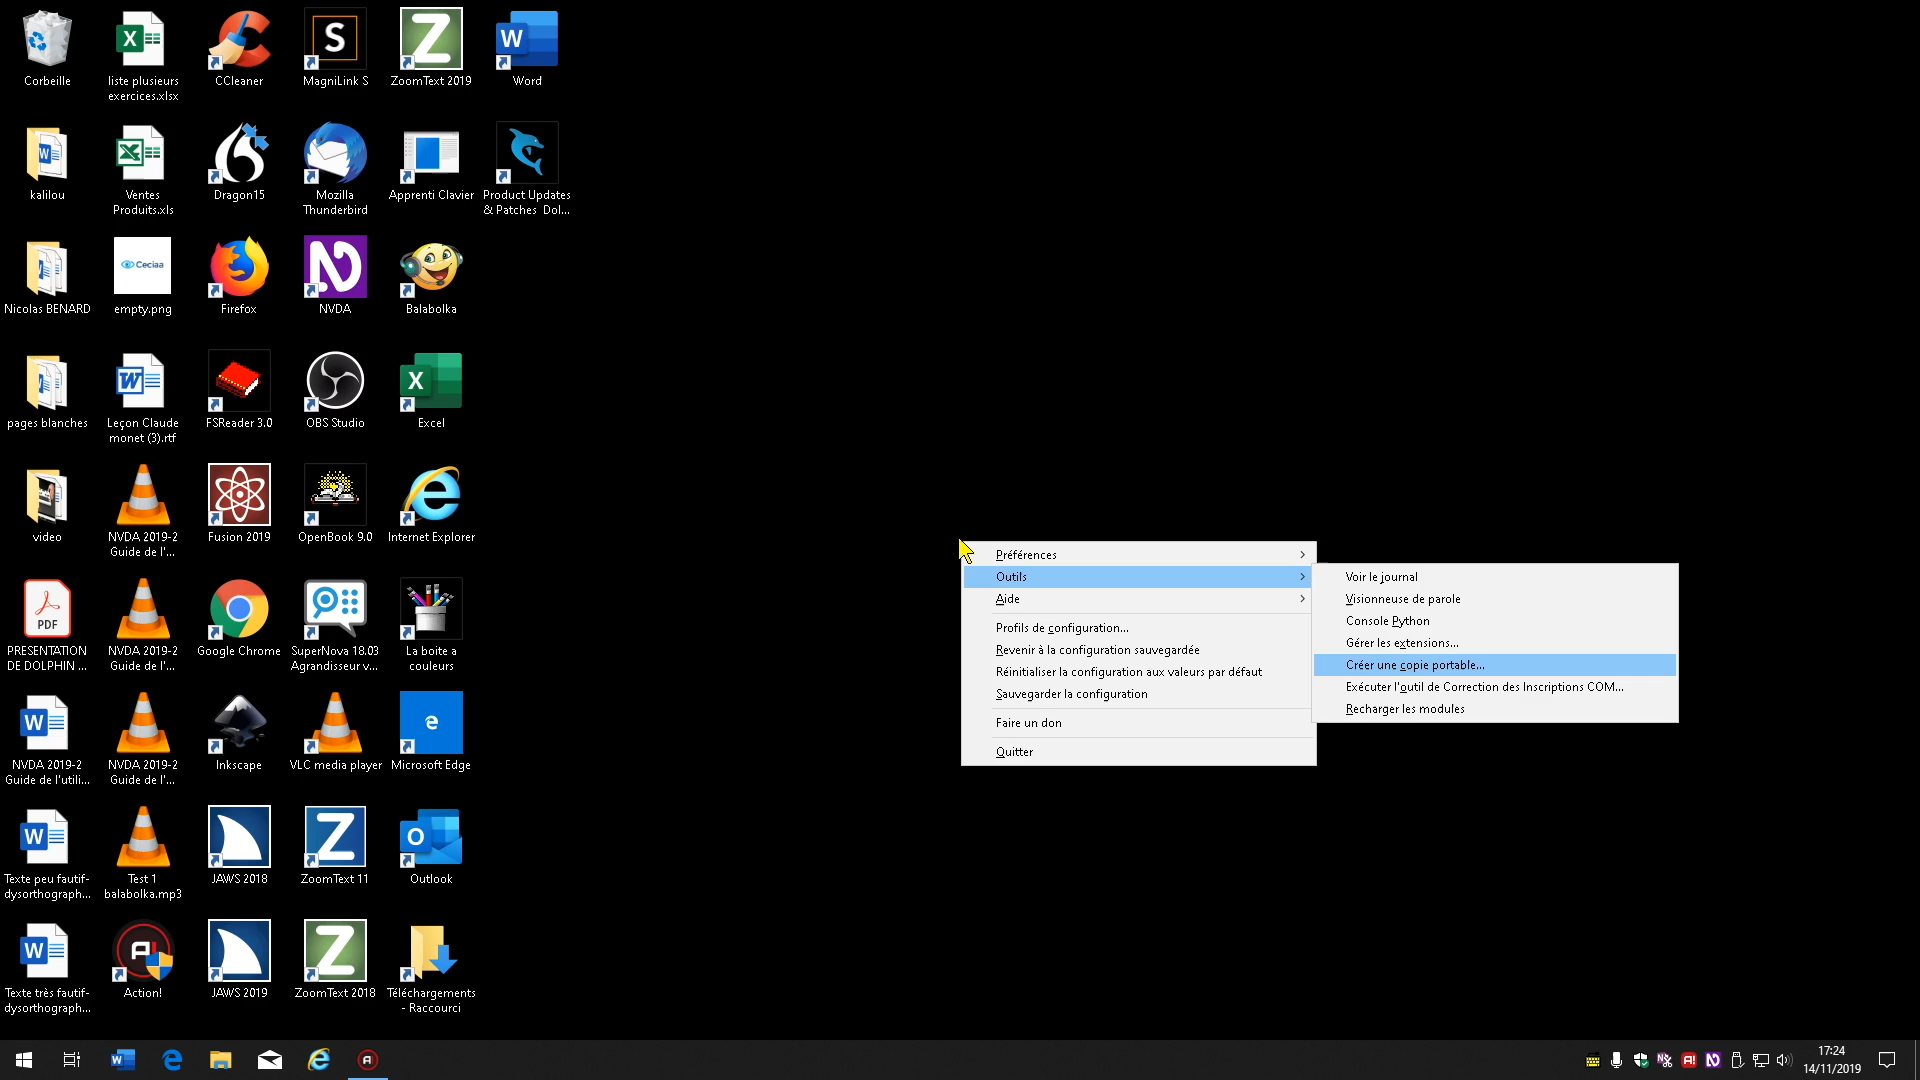 Corbeille
liste plusieurs
exercices.xlsx
CCleaner
MagniLink S
ZoomText 2019
Word
kalilou
Ventes
Produits.xls
Dragon15
Mozilla
Thunderbird
Apprenti Clavier
Product Updates
& Patches Dol...
Nicolas BENARD
Ceciaa
empty.png
Firefox
NVDA
Balabolka
pages blanches
Leçon Claude
monet (3).rtf
FSReader 3.0
OBS Studio
Excel
video
NVDA 2019-2
Guide de l'...
Fusion 2019
OpenBook 9.0
Internet Explorer
PDF
PRESENTATION
DE DOLPHIN ...
NVDA 2019-2
Guide de l'...
Google Chrome
SuperNova 18.03
Agrandisseur v...
La boite a
couleurs
NVDA 2019-2
Guide de l'utili...
NVDA 2019-2
Guide de l'...
Inkscape
VLC media player
Microsoft Edge
Texte peu fautif-
dysorthograph...
Test 1
balabolka.mp3
JAWS 2018
ZoomText 11
Outlook
Texte très fautif-
dysorthograph...
Action!
JAWS 2019
ZoomText 2018
Téléchargements
- Raccourci
Préférences
Outils
Aide
Profils de configuration...
Revenir à la configuration sauvegardée
Réinitialiser la configuration aux valeurs par défaut
Sauvegarder la configuration
Faire un don
Quitter
Voir le journal
Visionneuse de parole
Console Python
Gérer les extensions...
Créer une copie portable...
Exécuter l'outil de Correction des Inscriptions COM...
Recharger les modules
17:24
14/11/2019